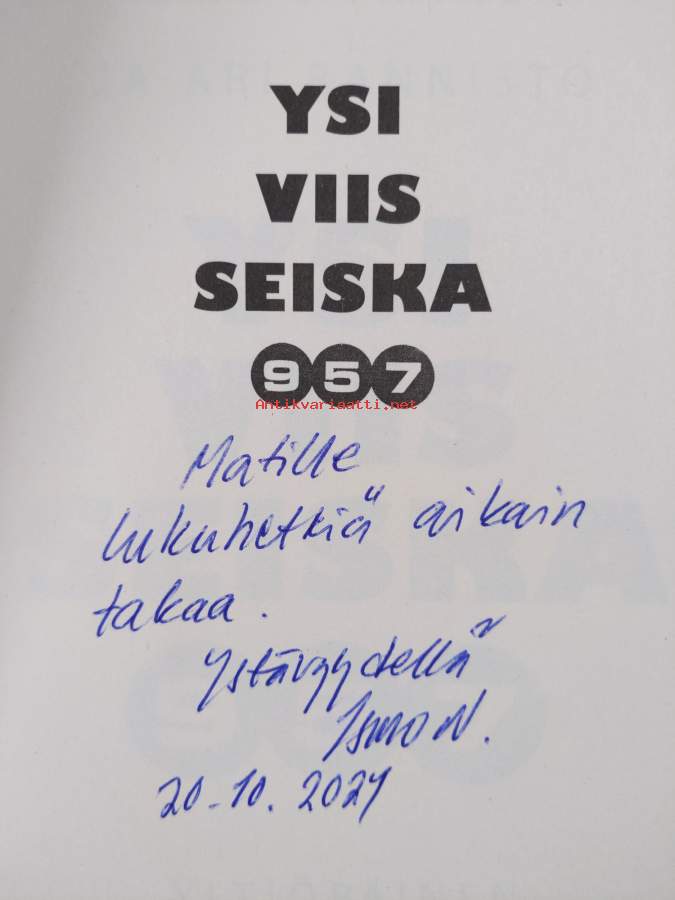 YSI
VIIS
SEISKA
957
Antikvariaatti.net
Matille
lukuhetkiä aikain
takaa.
Ystävyydellä
Ismo N.
20.10.2021